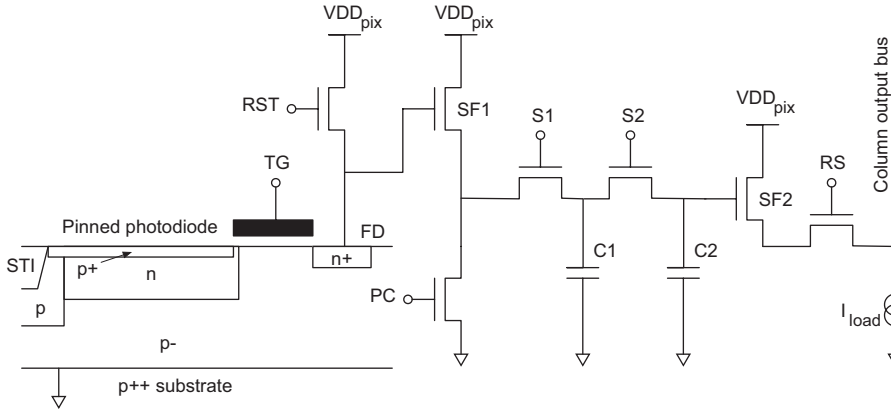 VDDpix
VDDpix
RST
SF1
TG
S1
S2
VDDpix
Column output bus
RS
SF2
Pinned photodiode
FD
STI
p+
n
n+
PC
C1
C2
p
Iload
p-
p++ substrate